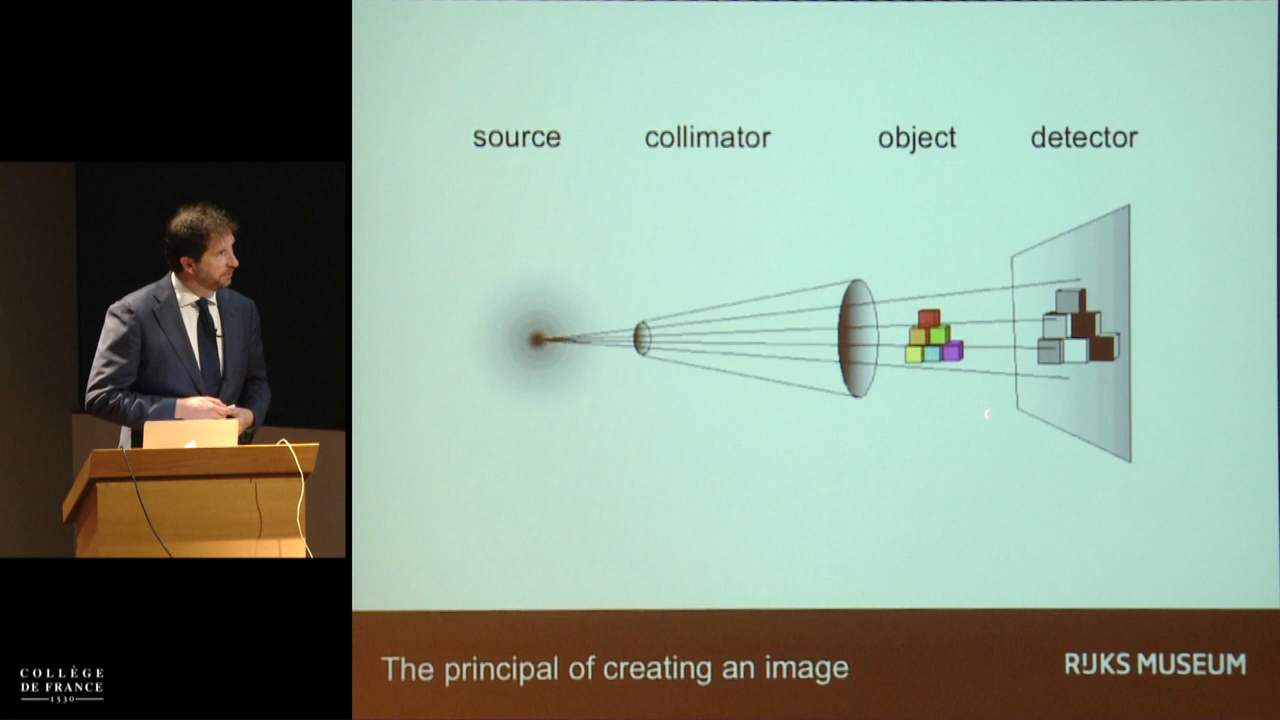 source collimator object detector
The principal of creating an image
RIJKS MUSEUM
COLLÈGE
DE FRANCE
1530